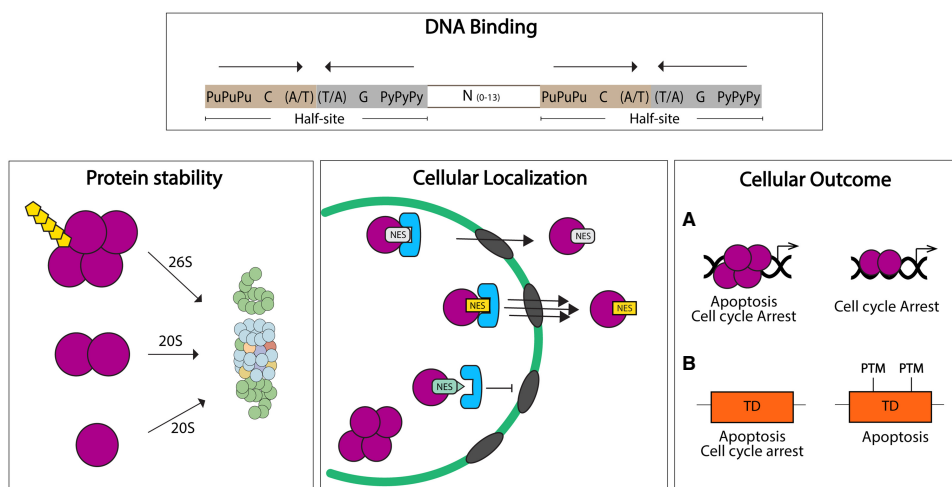 DNA Binding
PuPuPu C (A/T) (T/A) G PyPyPy N (0-13) PuPuPu C (A/T) (T/A) G PyPyPy
Half-site Half-site
Protein stability
26S
20S
20S
Cellular Localization
NES NES
NES NES
NES
Cellular Outcome
A
Apoptosis
Cell cycle Arrest
Cell cycle Arrest
B
PTM PTM
TD TD
Apoptosis
Cell cycle arrest
Apoptosis